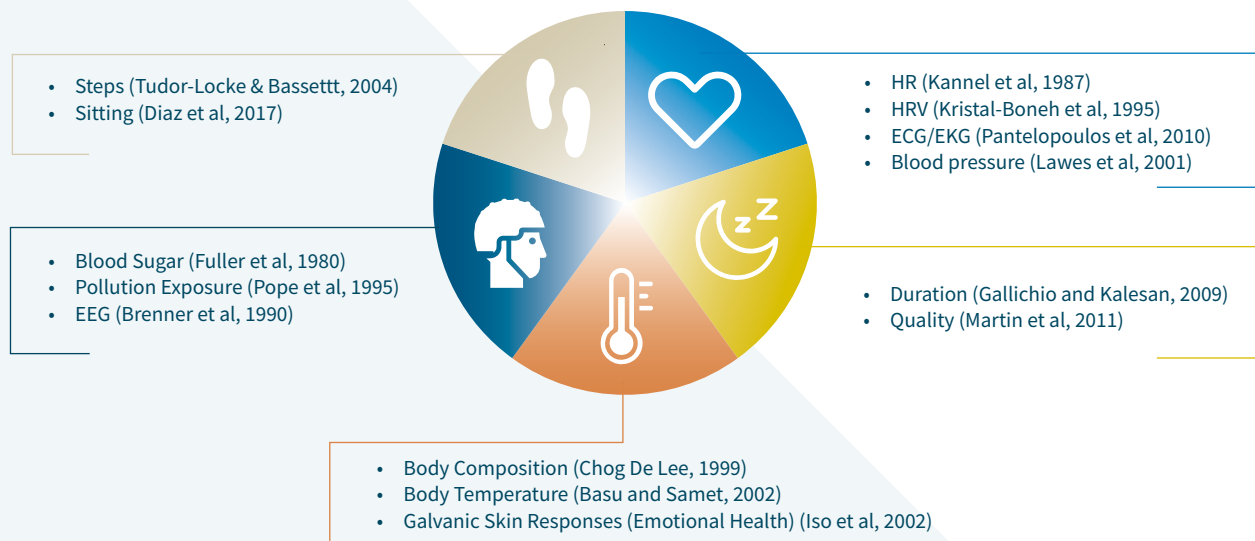 • Steps (Tudor-Locke & Bassettt, 2004)
• Sitting (Diaz et al, 2017)
• HR (Kannel et al, 1987)
• HRV (Kristal-Boneh et al, 1995)
• ECG/EKG (Pantelopoulos et al, 2010)
• Blood pressure (Lawes et al, 2001)
z z
• Blood Sugar (Fuller et al, 1980)
• Pollution Exposure (Pope et al, 1995)
• EEG (Brenner et al, 1990)
• Duration (Gallichio and Kalesan, 2009)
• Quality (Martin et al, 2011)
• Body Composition (Chog De Lee, 1999)
• Body Temperature (Basu and Samet, 2002)
• Galvanic Skin Responses (Emotional Health) (Iso et al, 2002)